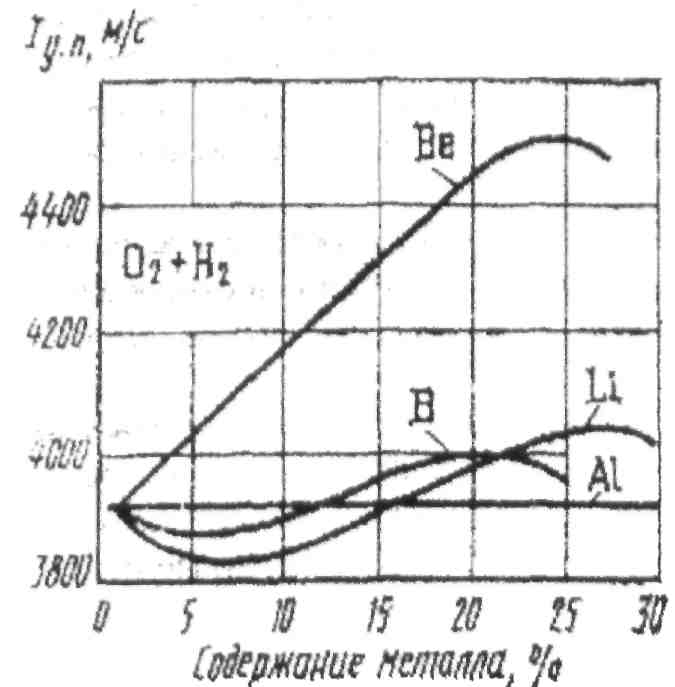 Iу.п, м/с
Be
4400
O₂+H₂
4200
B
Li
4000
Al
3800
0 5 10 15 20 25 30
Содержание металла, %